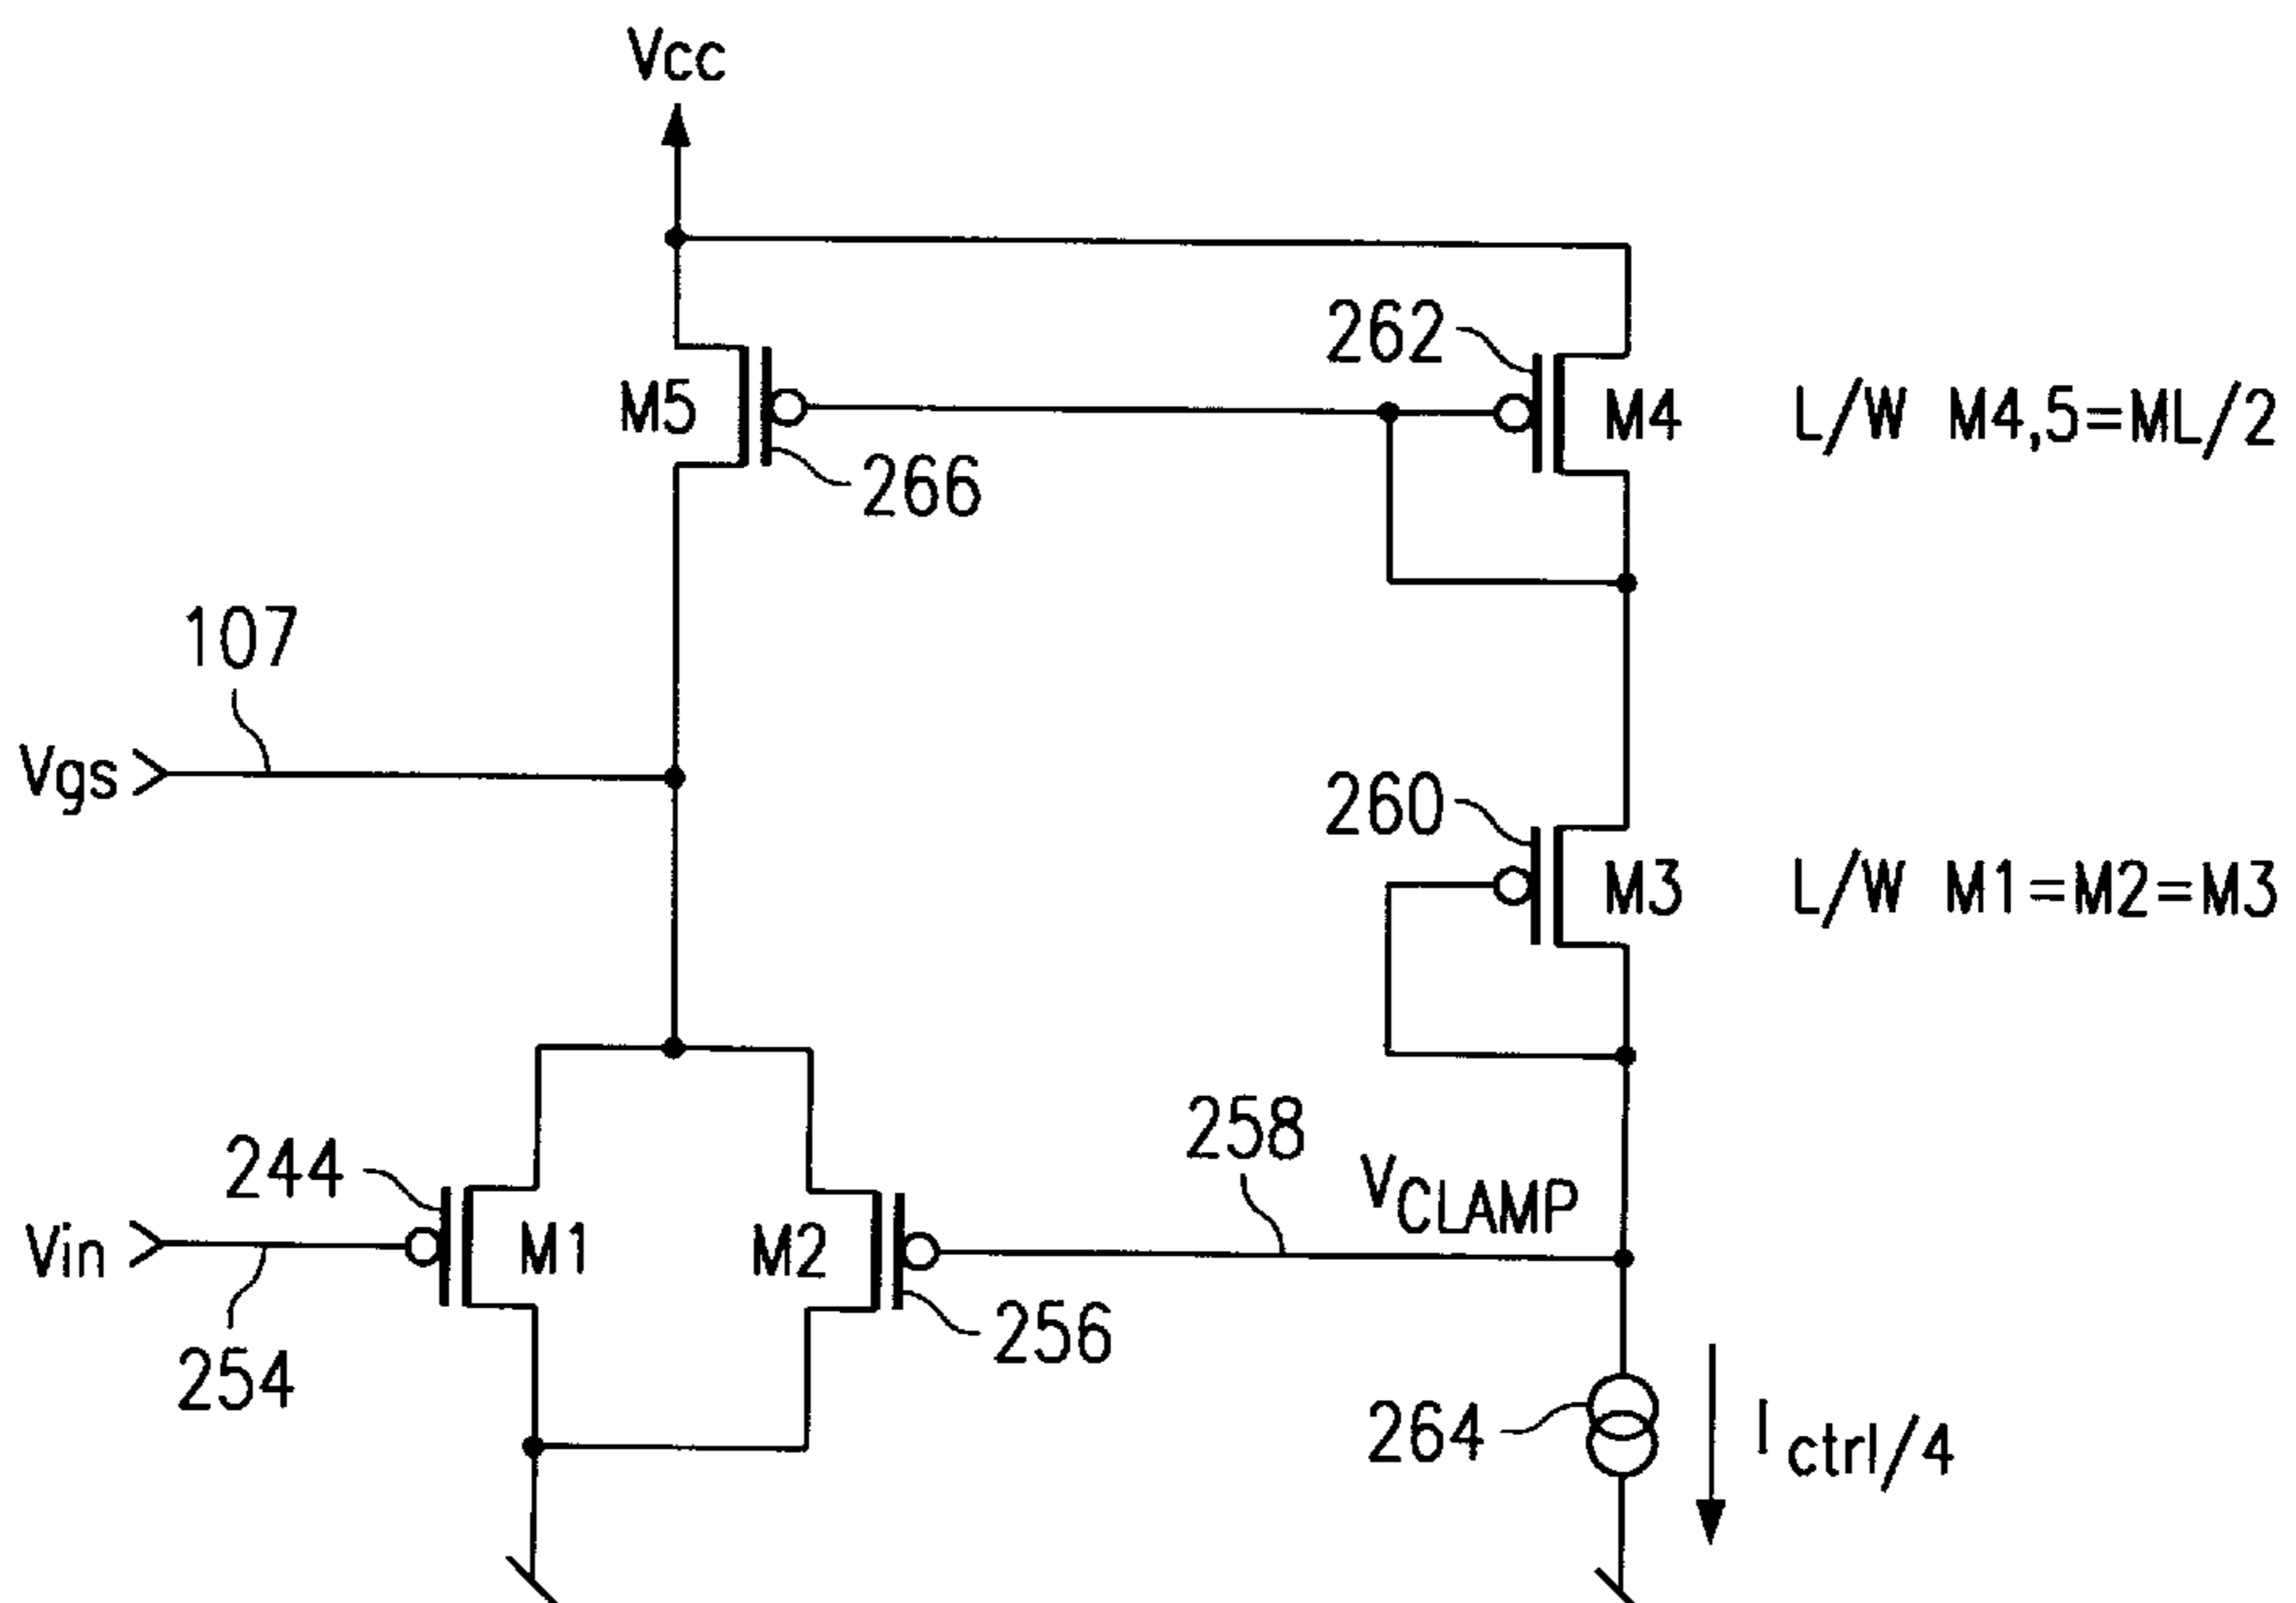 Vcc
262
M5
M4
L/W M4,5=ML/2
266
107
Vgs
260
M3
L/W M1=M2=M3
258
244
VCLAMP
Vin
M1
M2
256
254
264
Ictrl/4